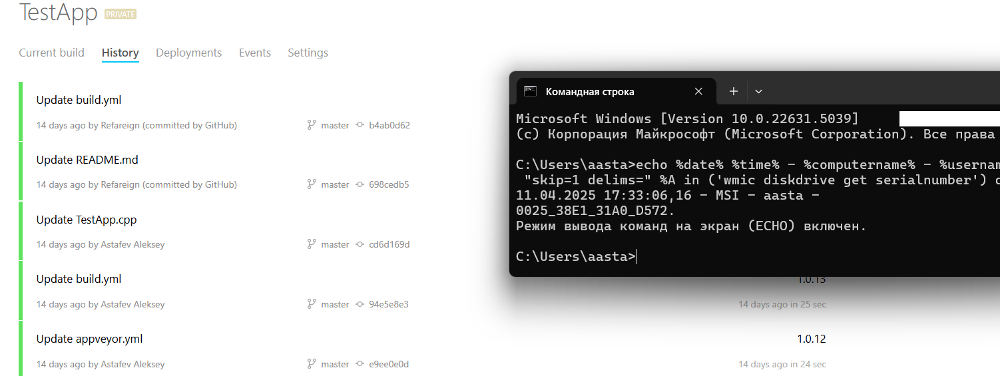 TestApp PRIVATE
Current build History Deployments Events Settings
Update build.yml
14 days ago by Refareign (committed by GitHub) master b4ab0d62
Update README.md
14 days ago by Refareign (committed by GitHub) master 698cedb5
Update TestApp.cpp
14 days ago by Astafev Aleksey master cd6d169d
Update build.yml
1.0.13
14 days ago by Astafev Aleksey master 94e5e8e3
14 days ago in 25 sec
Update appveyor.yml
1.0.12
14 days ago by Astafev Aleksey master e9ee0e0d
14 days ago in 24 sec
Командная строка
Microsoft Windows [Version 10.0.22631.5039]
(c) Корпорация Майкрософт (Microsoft Corporation). Все права
C:\Users\aasta>echo %date% %time% - %computername% - %usernam
"skip=1 delims=" %A in ('wmic diskdrive get serialnumber')
11.04.2025 17:33:06,16 - MSI - aasta -
0025_38E1_31A0_D572.
Режим вывода команд на экран (ECHO) включен.
C:\Users\aasta>